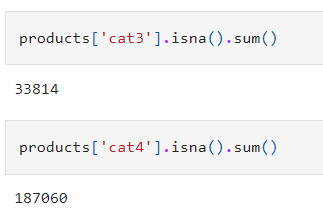 products['cat3'].isna().sum()
33814
products['cat4'].isna().sum()
187060